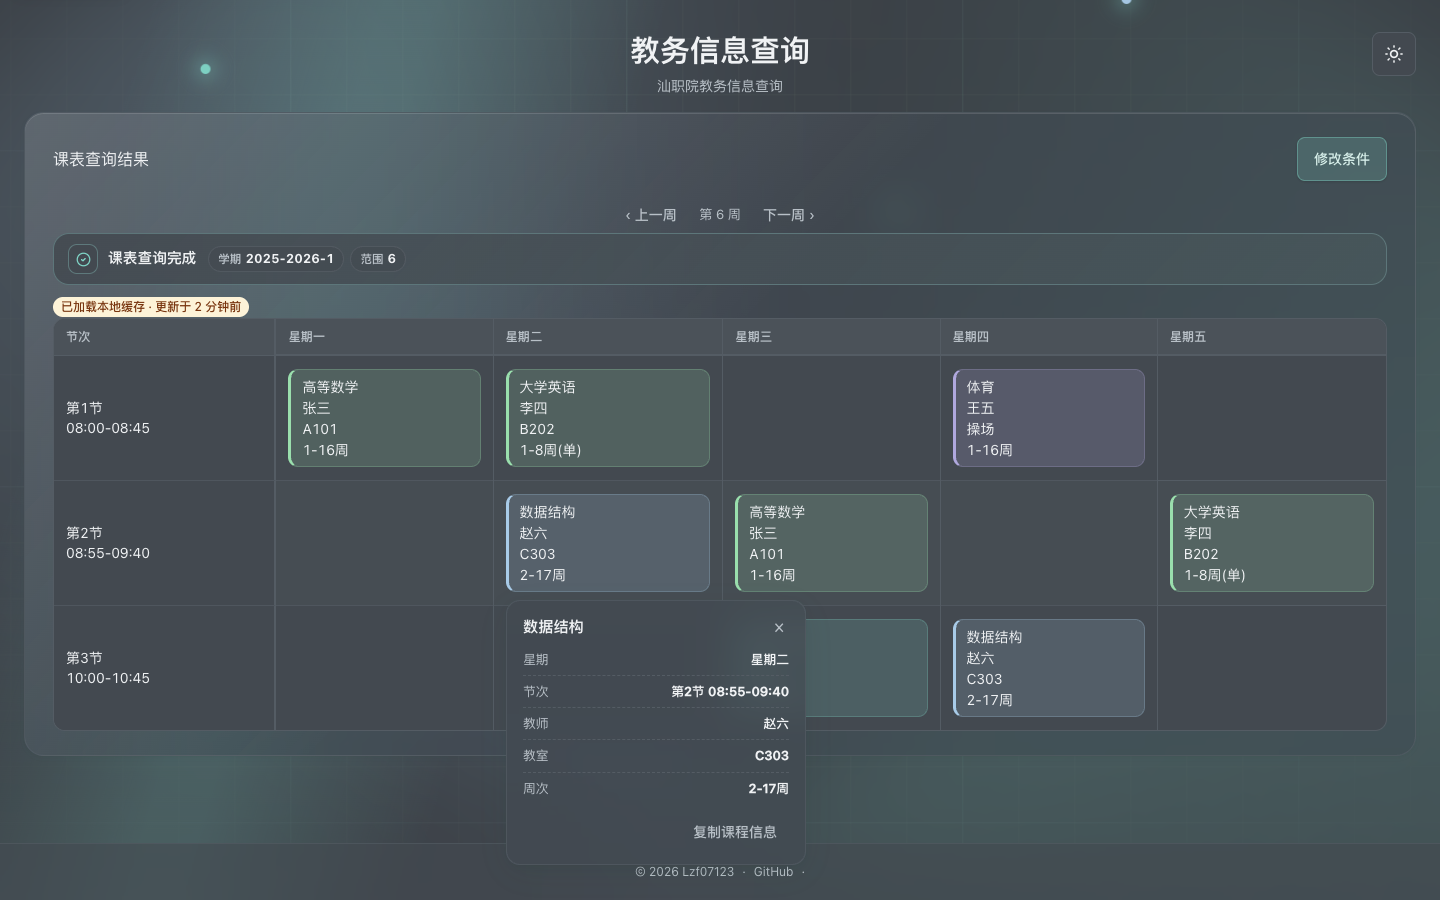 教务信息查询
汕职院教务信息查询
课表查询结果
修改条件
‹ 上一周 第 6 周 下一周 ›
课表查询完成 学期 2025-2026-1 范围 6
已加载本地缓存 · 更新于 2 分钟前
节次 星期一 星期二 星期三 星期四 星期五
第1节
08:00-08:45
高等数学
张三
A101
1-16周
大学英语
李四
B202
1-8周(单)
体育
王五
操场
1-16周
第2节
08:55-09:40
数据结构
赵六
C303
2-17周
高等数学
张三
A101
1-16周
大学英语
李四
B202
1-8周(单)
第3节
10:00-10:45
数据结构
赵六
C303
2-17周
数据结构 ×
星期 星期二
节次 第2节 08:55-09:40
教师 赵六
教室 C303
周次 2-17周
复制课程信息
© 2026 Lzf07123 · GitHub ·